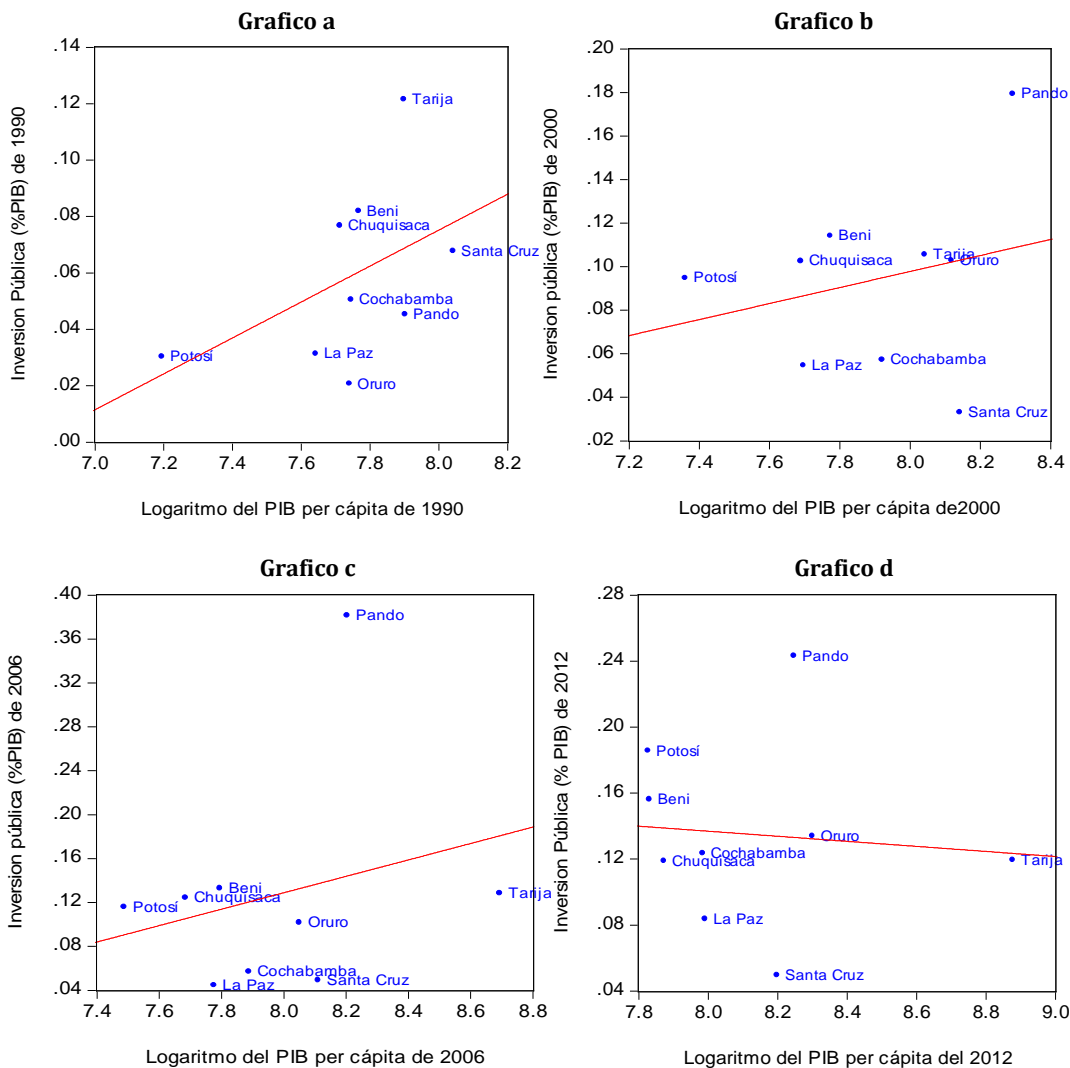 Grafico a
Inversion Pública (%PIB) de 1990
.14
.12
.10
.08
.06
.04
.02
.00
Tarija
Beni
Chuquisaca
Santa Cruz
Cochabamba
Pando
La Paz
Potosí
Oruro
7.0 7.2 7.4 7.6 7.8 8.0 8.2
Logaritmo del PIB per cápita de 1990
Grafico b
Inversion pública (%PIB) de 2000
.20
.18
.16
.14
.12
.10
.08
.06
.04
.02
Pando
Beni
Tarija
Chuquisaca
Oruro
Potosí
Cochabamba
La Paz
Santa Cruz
7.2 7.4 7.6 7.8 8.0 8.2 8.4
Logaritmo del PIB per cápita de2000
Grafico c
Inversion pública (%PIB) de 2006
.40
.36
.32
.28
.24
.20
.16
.12
.08
.04
Pando
Beni
Tarija
Chuquisaca
Potosí
Oruro
Cochabamba
Santa Cruz
La Paz
7.4 7.6 7.8 8.0 8.2 8.4 8.6 8.8
Logaritmo del PIB per cápita de 2006
Grafico d
Inversion Pública (% PIB) de 2012
.28
.24
.20
.16
.12
.08
.04
Pando
Potosí
Beni
Oruro
Cochabamba
Chuquisaca
Tarija
La Paz
Santa Cruz
7.8 8.0 8.2 8.4 8.6 8.8 9.0
Logaritmo del PIB per cápita del 2012